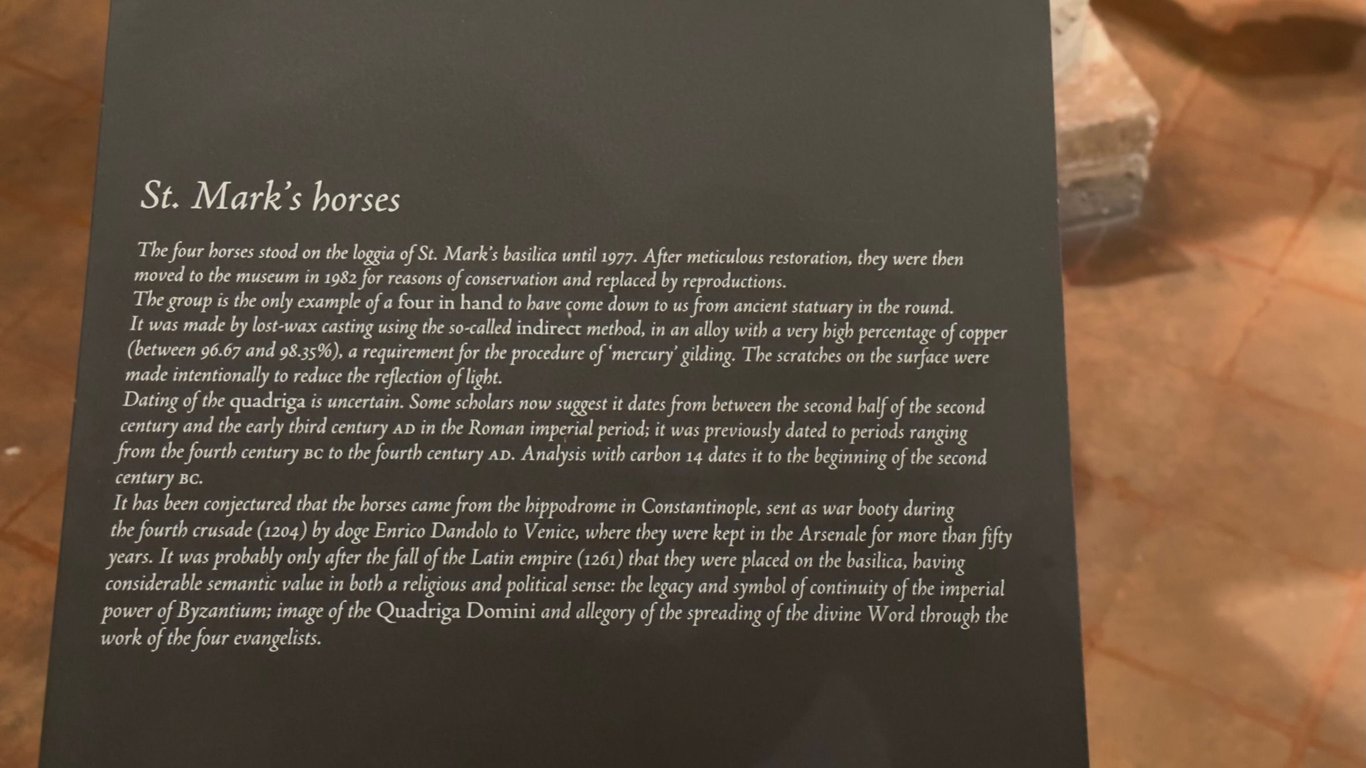 St. Mark's horses
The four horses stood on the loggia of St. Mark's basilica until 1977. After meticulous restoration, they were then
moved to the museum in 1982 for reasons of conservation and replaced by reproductions.
The group is the only example of a four in hand to have come down to us from ancient statuary in the round.
It was made by lost-wax casting using the so-called indirect method, in an alloy with a very high percentage of copper
(between 96.67 and 98.35%), a requirement for the procedure of 'mercury' gilding. The scratches on the surface were
made intentionally to reduce the reflection of light.
Dating of the quadriga is uncertain. Some scholars now suggest it dates from between the second half of the second
century and the early third century AD in the Roman imperial period; it was previously dated to periods ranging
from the fourth century BC to the fourth century AD. Analysis with carbon 14 dates it to the beginning of the second
century BC.
It has been conjectured that the horses came from the hippodrome in Constantinople, sent as war booty during
the fourth crusade (1204) by doge Enrico Dandolo to Venice, where they were kept in the Arsenale for more than fifty
years. It was probably only after the fall of the Latin empire (1261) that they were placed on the basilica, having
considerable semantic value in both a religious and political sense: the legacy and symbol of continuity of the imperial
power of Byzantium; image of the Quadriga Domini and allegory of the spreading of the divine Word through the
work of the four evangelists.